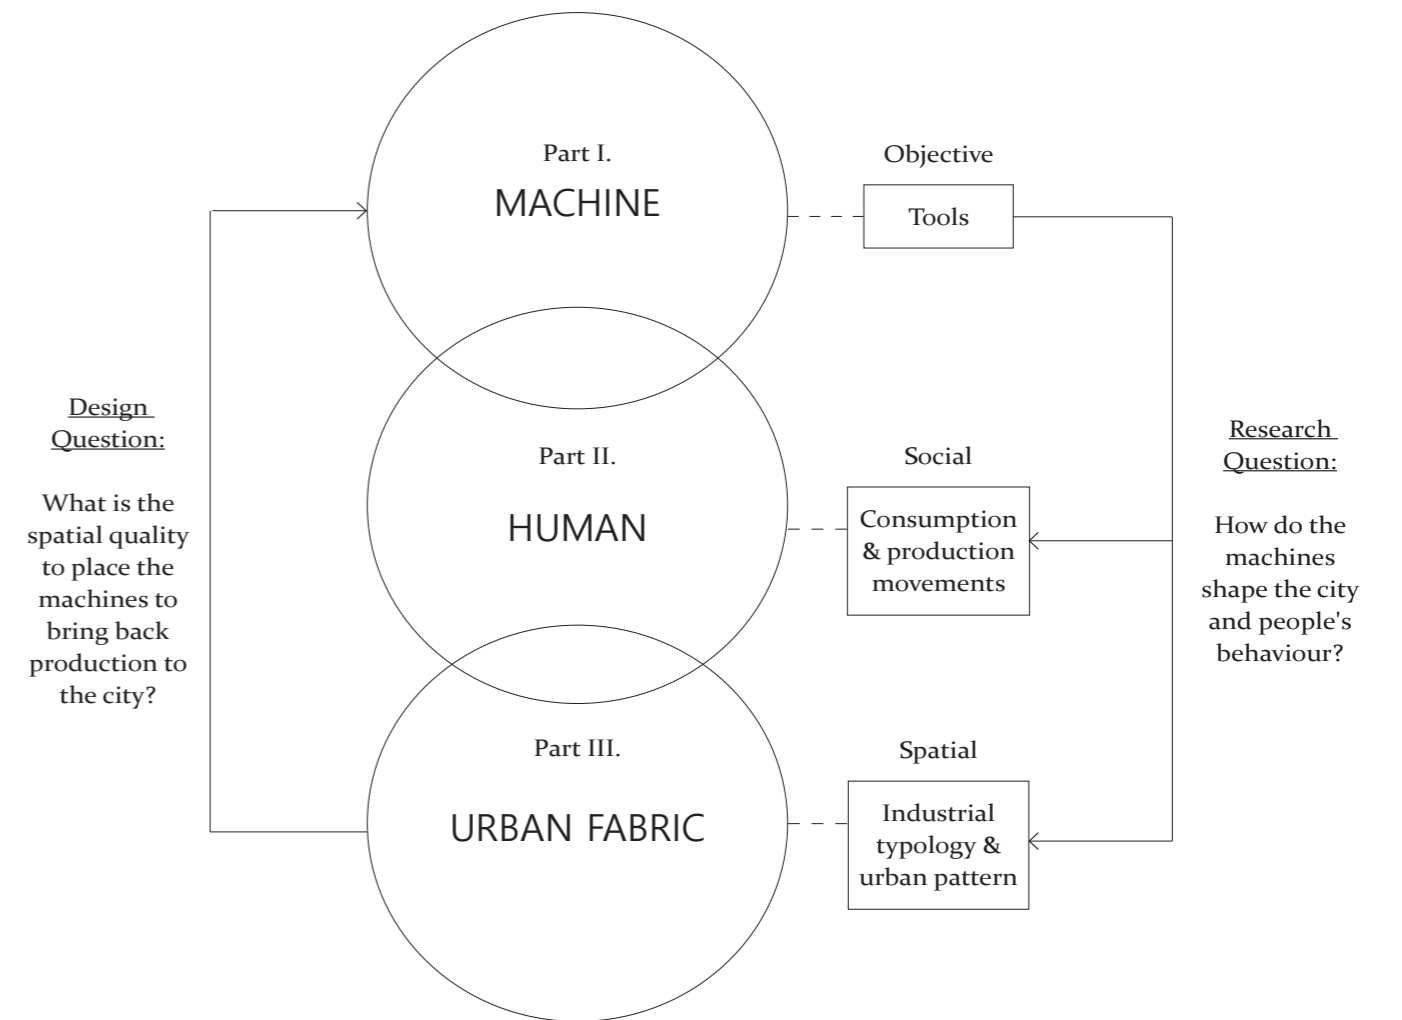 Part I.
MACHINE
Objective
Tools
Design
Question:
What is the
spatial quality
to place the
machines to
bring back
production to
the city?
Part II.
HUMAN
Social
Consumption
& production
movements
Research
Question:
How do the
machines
shape the city
and people's
behaviour?
Part III.
URBAN FABRIC
Spatial
Industrial
typology &
urban pattern